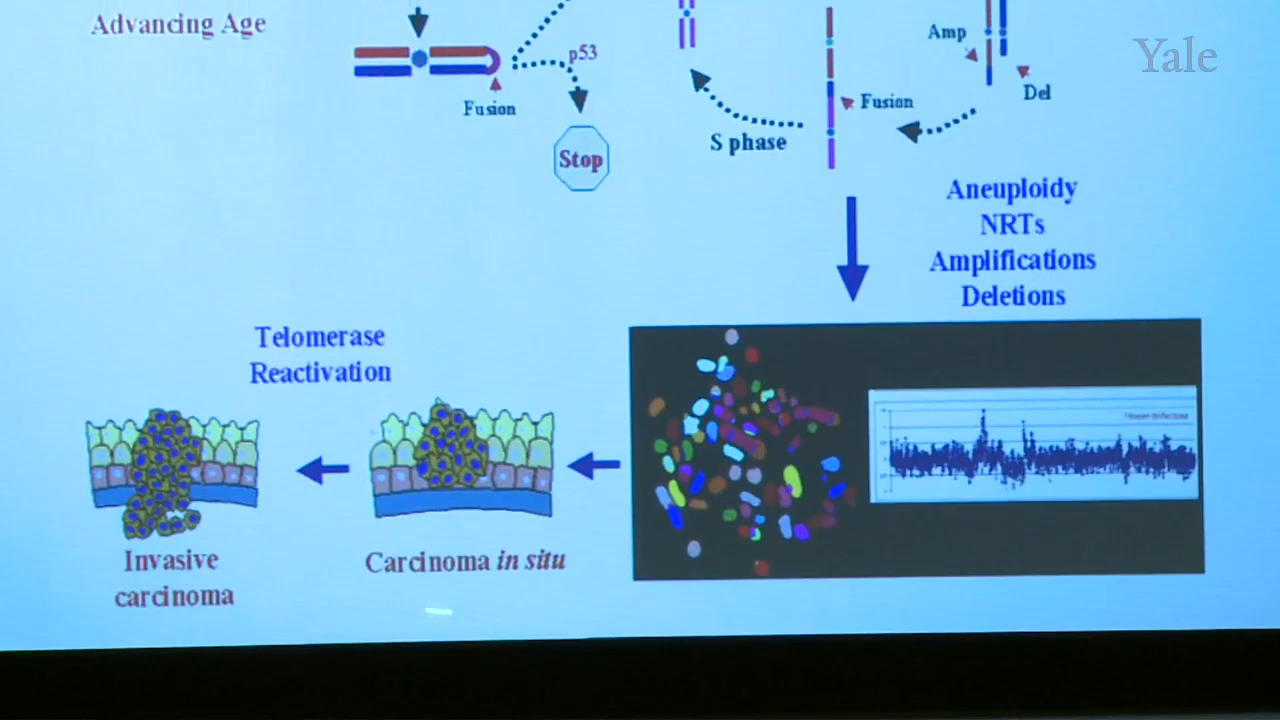 Advancing Age
p53
Fusion
Stop
S phase
Fusion
Amp
Del
Yale
Aneuploidy
NRTs
Amplifications
Deletions
Telomerase
Reactivation
Invasive
carcinoma
Carcinoma in situ